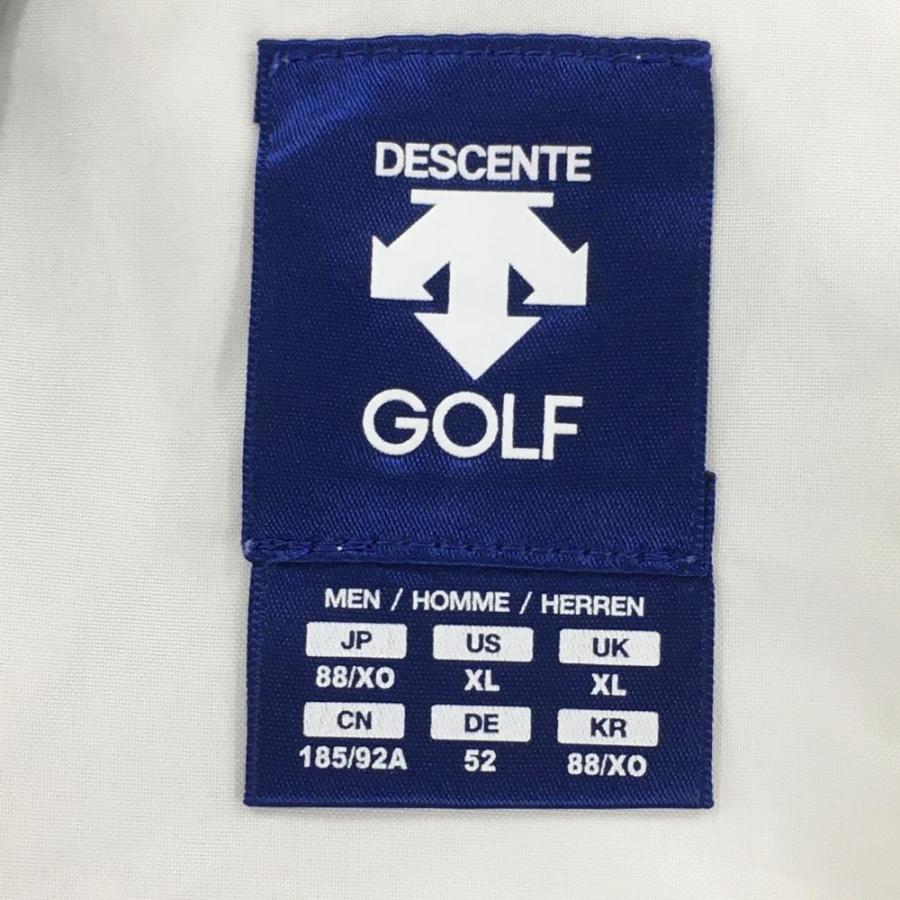 DESCENTE
GOLF
MEN / HOMME / HERREN
JP US UK
88/XO XL XL
CN DE KR
185/92A 52 88/XO